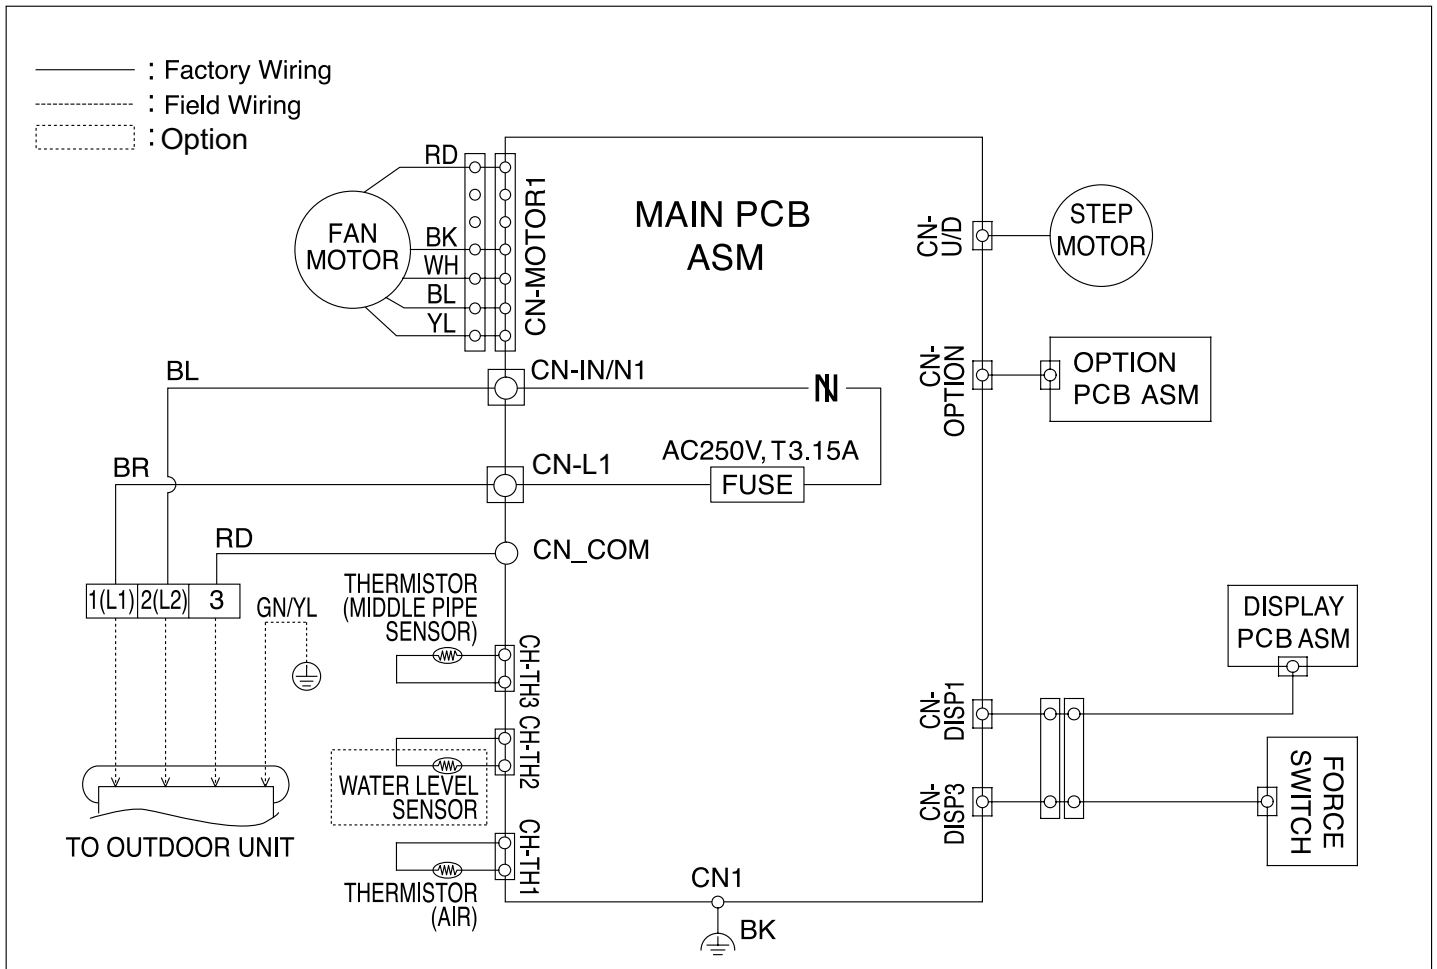 : Factory Wiring
: Field Wiring
: Option
RD
BK
WH
BL
YL
FAN
MOTOR
CN-MOTOR1
MAIN PCB
ASM
CN-
U/D
STEP
MOTOR
CN-
OPTION
OPTION
PCB ASM
BL
CN-IN/N1
BR
CN-L1
AC250V, T3.15A
FUSE
RD
CN_COM
1(L1) 2(L2) 3
GN/YL
TO OUTDOOR UNIT
THERMISTOR
(MIDDLE PIPE
SENSOR)
CH-TH3
CH-TH2
WATER LEVEL
SENSOR
CH-TH1
THERMISTOR
(AIR)
CN1
BK
CN-
DISP1
CN-
DISP3
DISPLAY
PCB ASM
FORCE
SWITCH